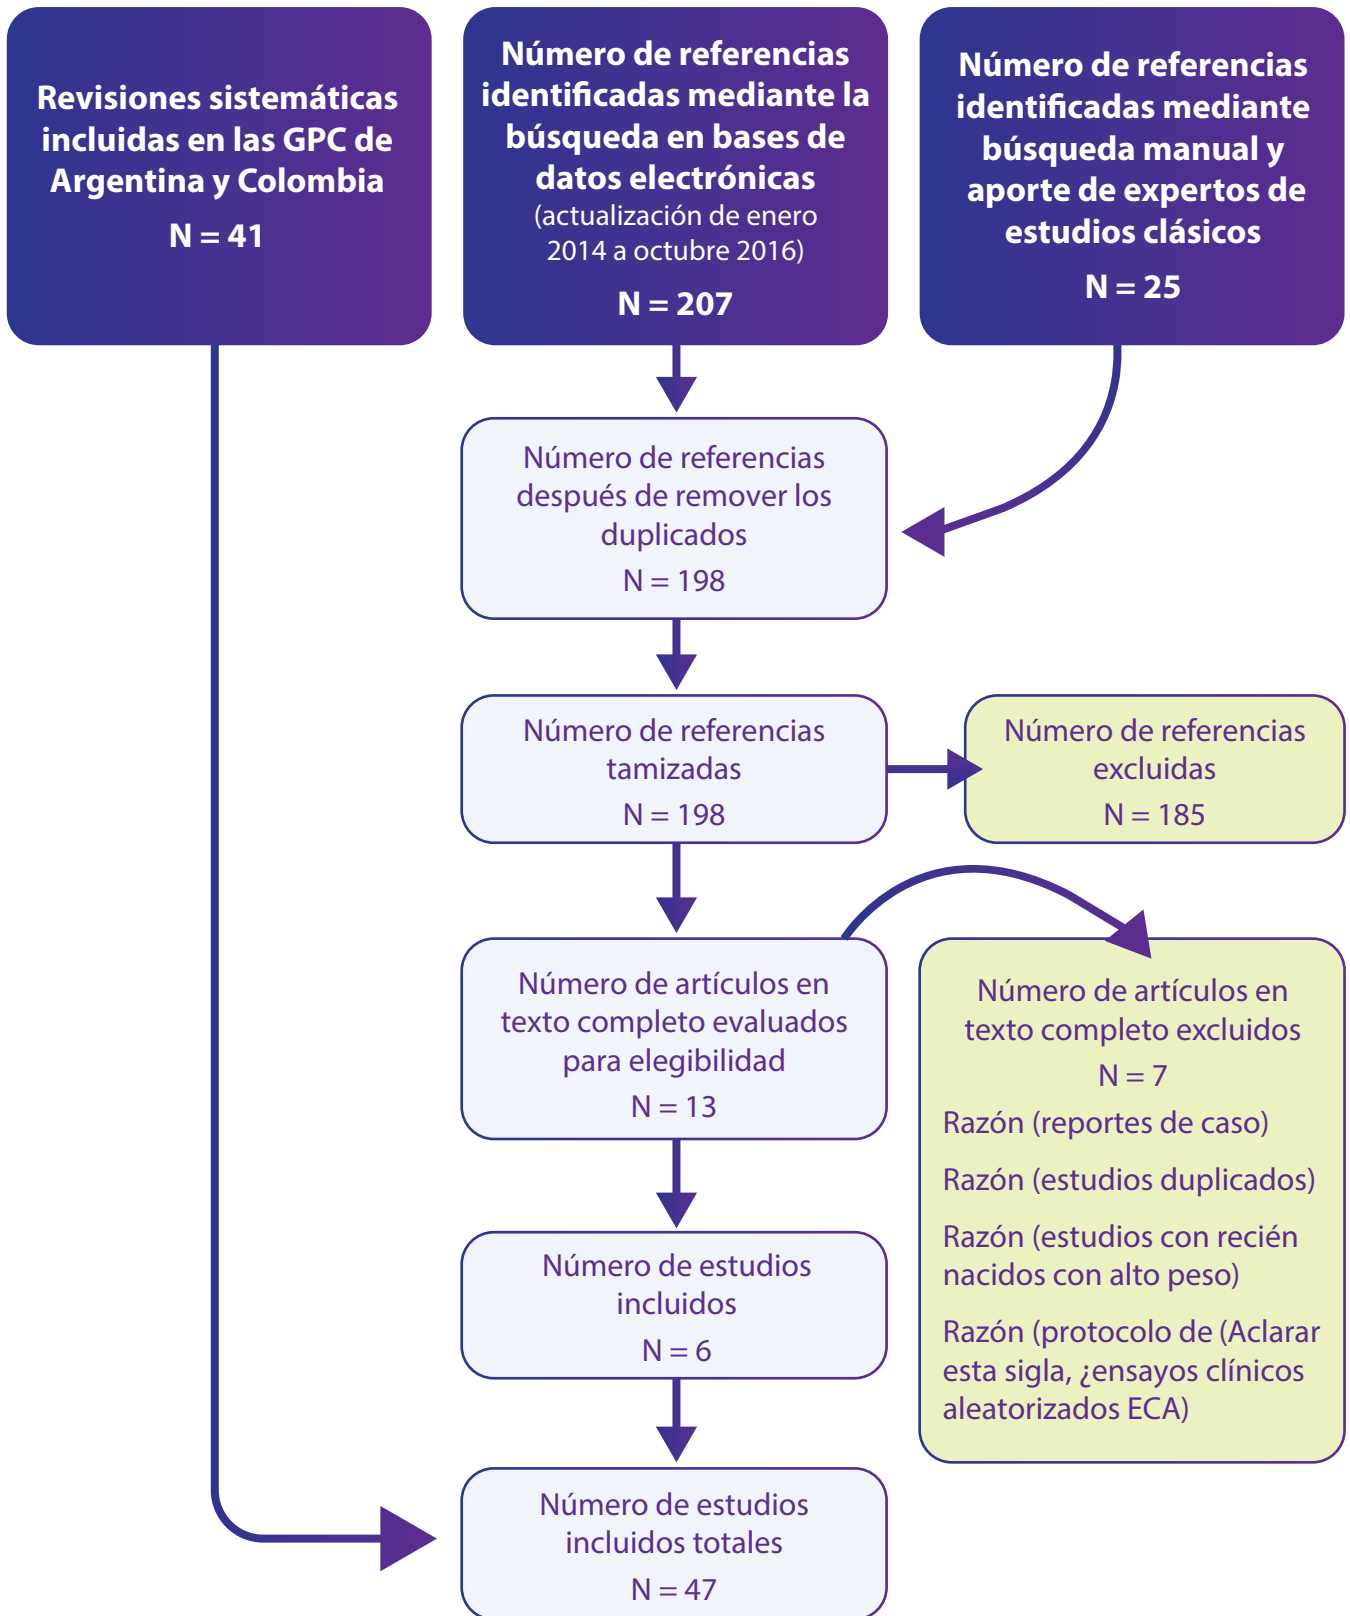 Revisiones sistemáticas
incluidas en las GPC de
Argentina y Colombia
N = 41
Número de referencias
identificadas mediante la
búsqueda en bases de
datos electrónicas
(actualización de enero
2014 a octubre 2016)
N = 207
Número de referencias
identificadas mediante
búsqueda manual y
aporte de expertos de
estudios clásicos
N = 25
Número de referencias
después de remover los
duplicados
N = 198
Número de referencias
tamizadas
N = 198
Número de referencias
excluidas
N = 185
Número de artículos en
texto completo evaluados
para elegibilidad
N = 13
Número de artículos en
texto completo excluidos
N = 7
Razón (reportes de caso)
Razón (estudios duplicados)
Razón (estudios con recién
nacidos con alto peso)
Razón (protocolo de (Aclarar
esta sigla, ¿ensayos clínicos
aleatorizados ECA)
Número de estudios
incluidos
N = 6
Número de estudios
incluidos totales
N = 47